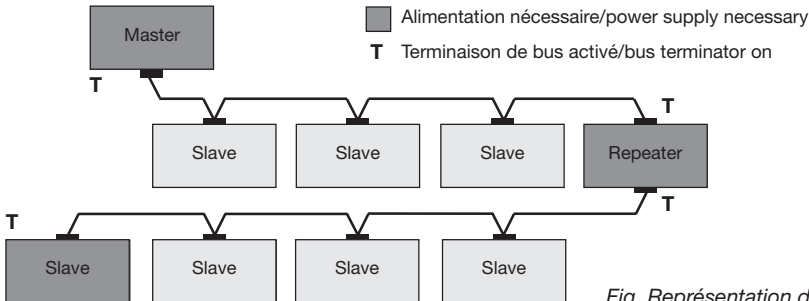 Master
Alimentation nécessaire/power supply necessary
T Terminaison de bus activé/bus terminator on
T
T
Slave
Slave
Slave
Repeater
T
T
Slave
Slave
Slave
Slave
Fig. Représentation d